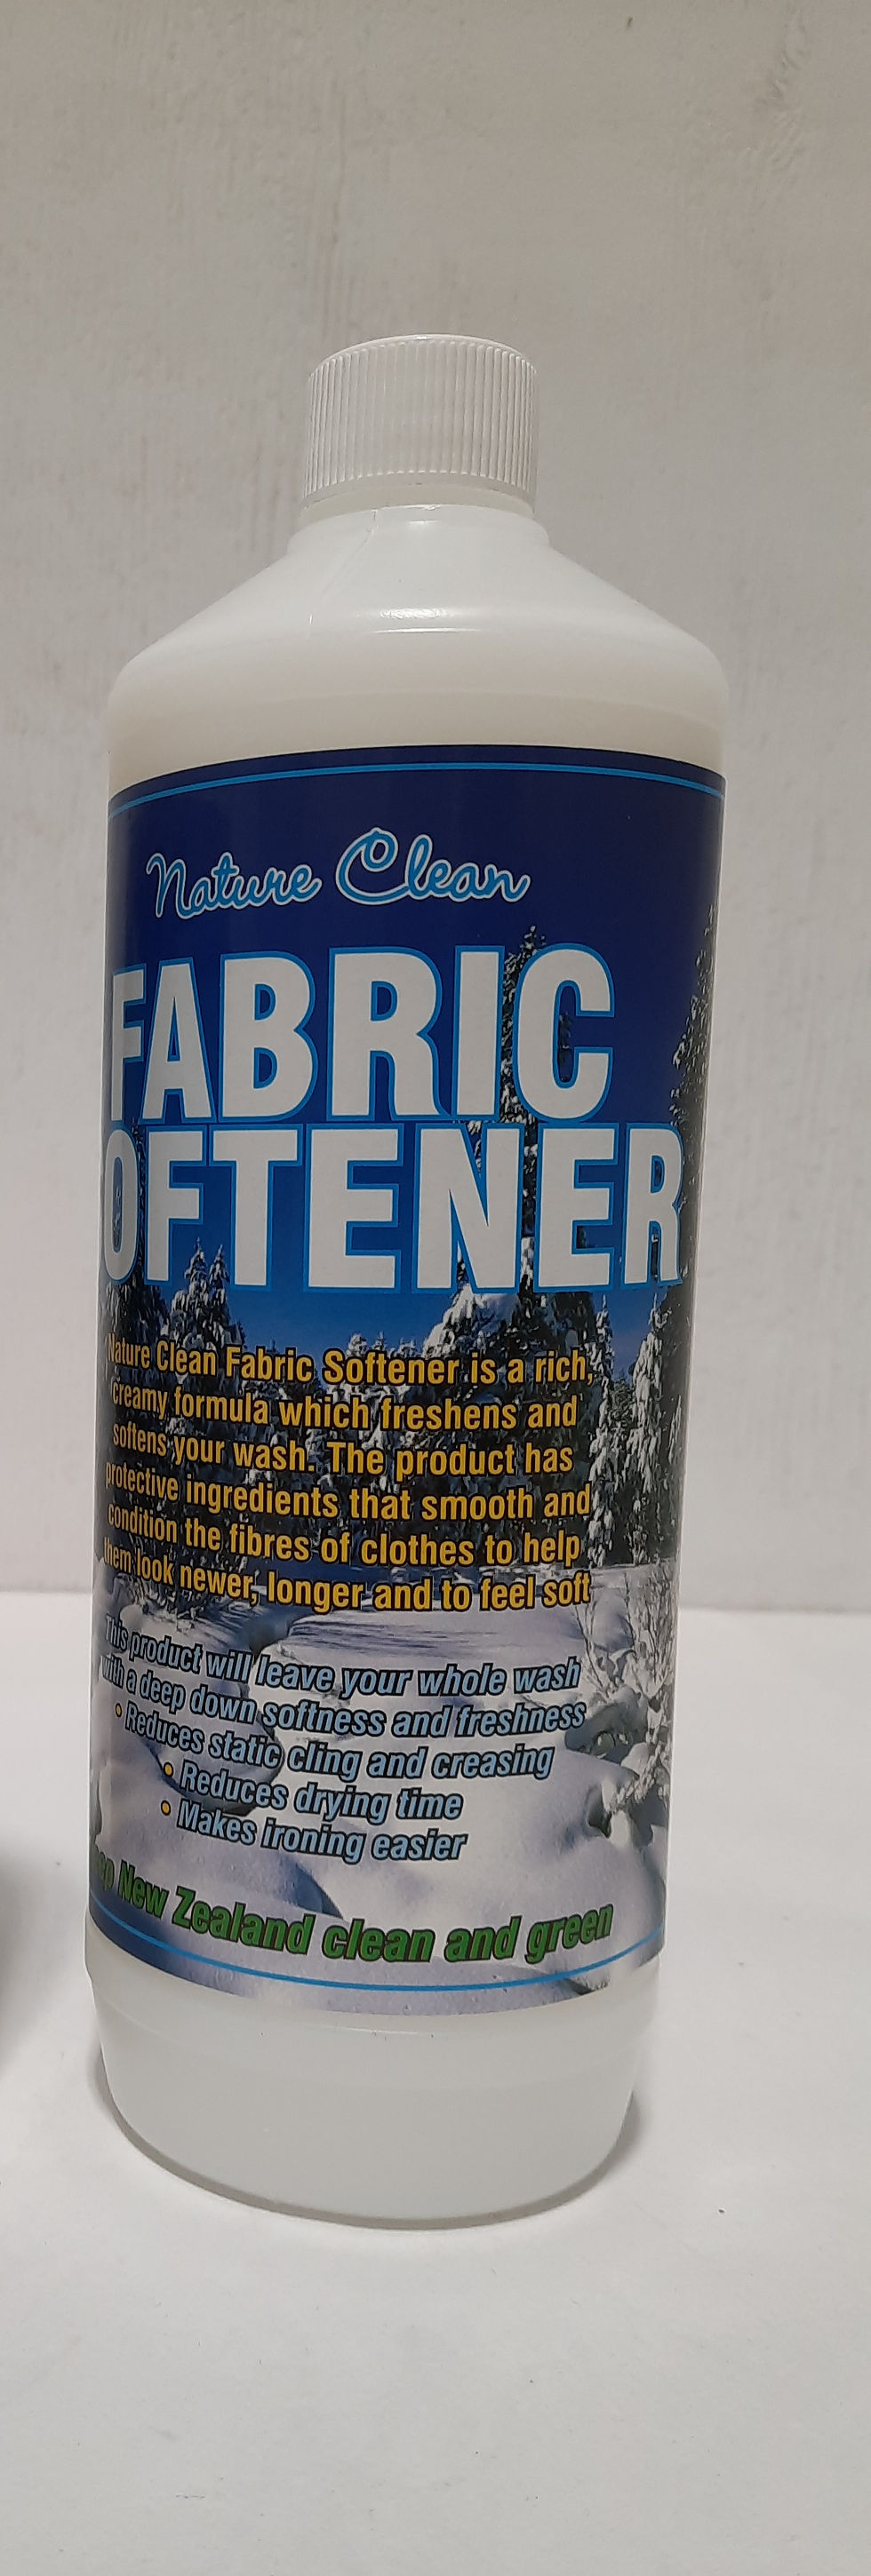 Nature Clean
FABRIC
OFTENER
Nature Clean Fabric Softener is a rich,
creamy formula which freshens and
softens your wash. The product has
protective ingredients that smooth and
condition the fibres of clothes to help
them look newer, longer and to feel soft
This product will leave your whole wash
with a deep down softness and freshness
• Reduces static cling and creasing
• Reduces drying time
• Makes ironing easier
New Zealand clean and green